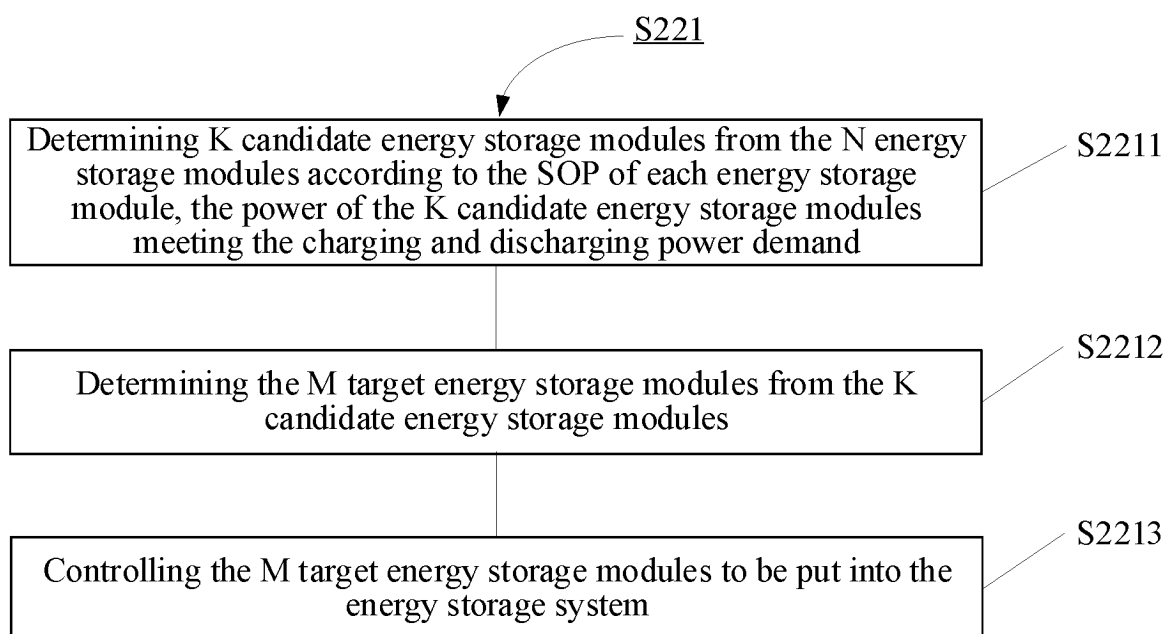 S221
Determining K candidate energy storage modules from the N energy
storage modules according to the SOP of each energy storage
module, the power of the K candidate energy storage modules
meeting the charging and discharging power demand
S2211
Determining the M target energy storage modules from the K
candidate energy storage modules
S2212
Controlling the M target energy storage modules to be put into the
energy storage system
S2213